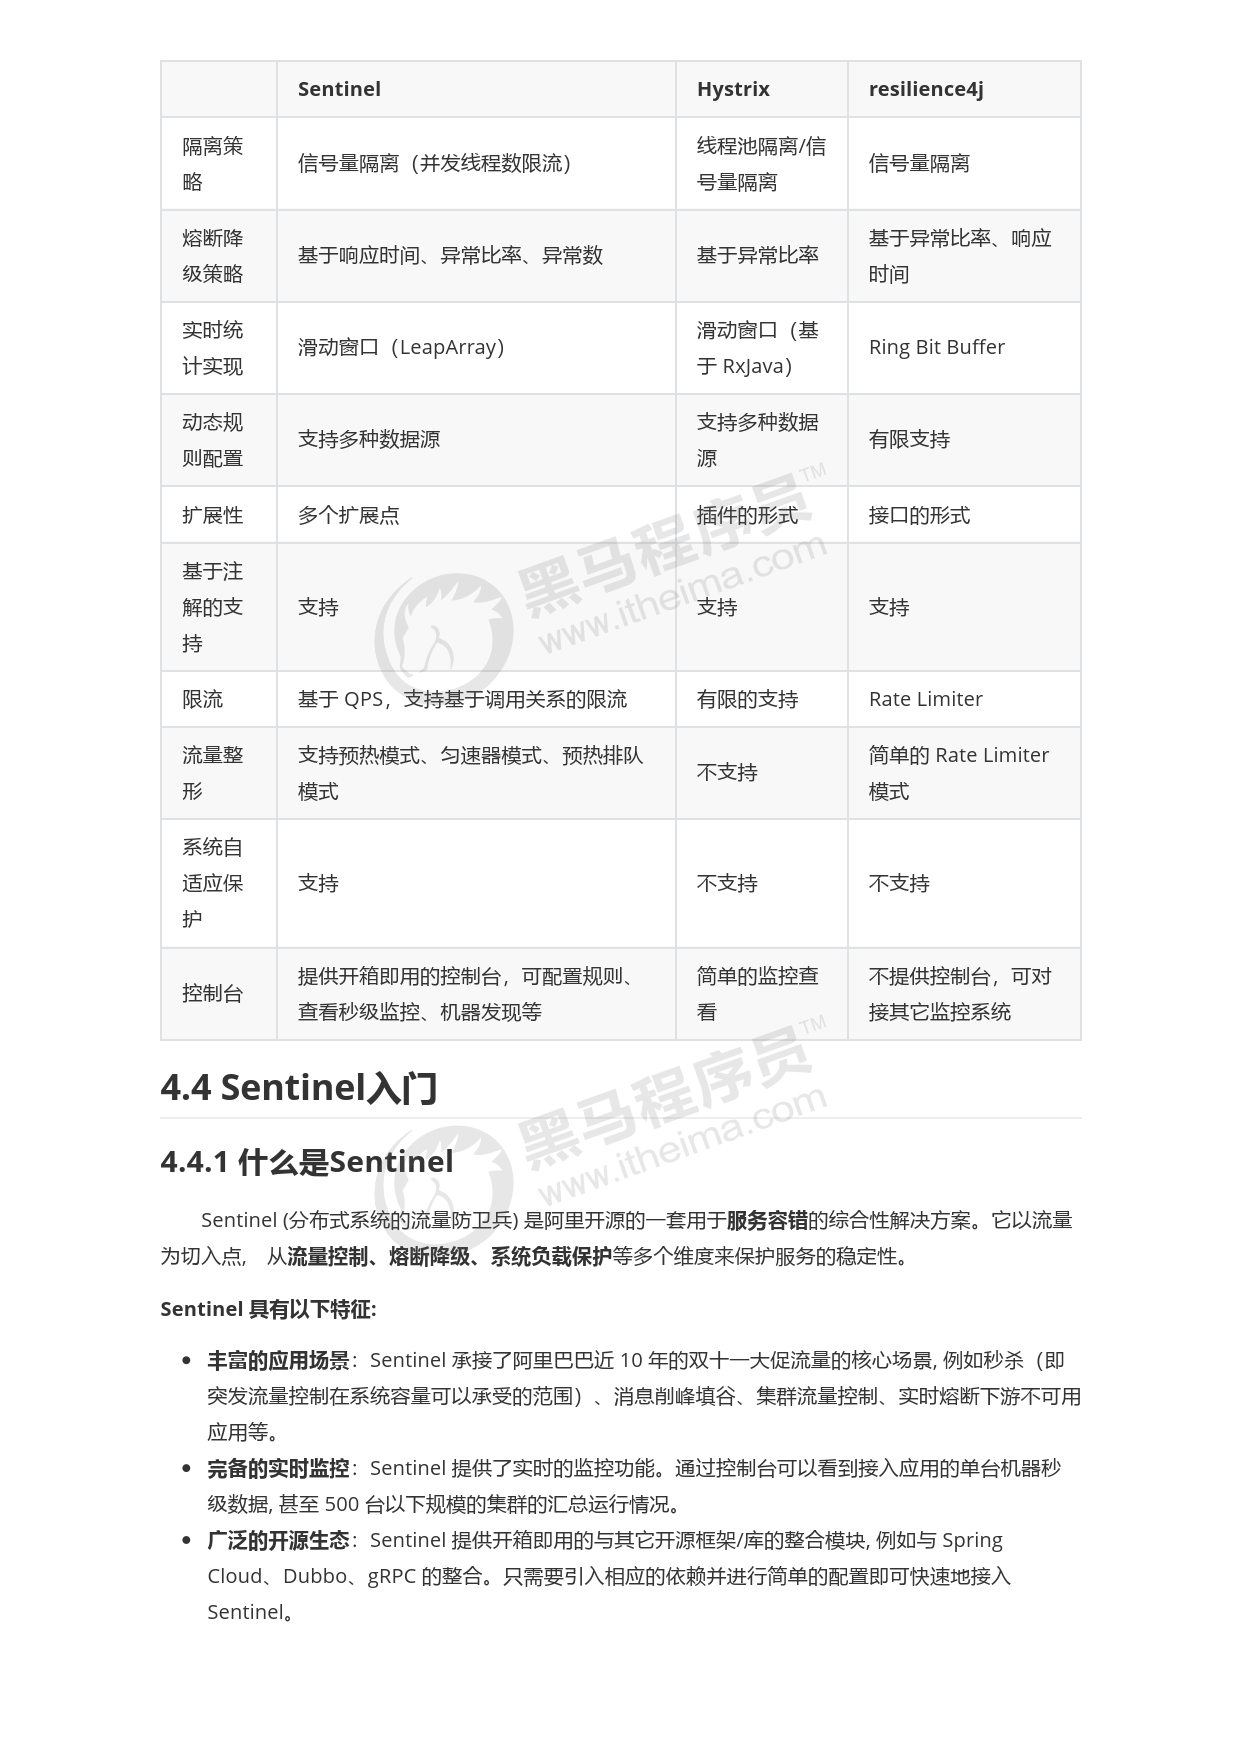 Sentinel Hystrix resilience4j
隔离策略 信号量隔离（并发线程数限流） 线程池隔离/信号量隔离 信号量隔离
熔断降级策略 基于响应时间、异常比率、异常数 基于异常比率 基于异常比率、响应时间
实时统计实现 滑动窗口（LeapArray） 滑动窗口（基于 RxJava） Ring Bit Buffer
动态规则配置 支持多种数据源 支持多种数据源 有限支持
扩展性 多个扩展点 插件的形式 接口的形式
基于注解的支持 支持 支持 支持
限流 基于 QPS，支持基于调用关系的限流 有限的支持 Rate Limiter
流量整形 支持预热模式、匀速器模式、预热排队模式 不支持 简单的 Rate Limiter 模式
系统自适应保护 支持 不支持 不支持
控制台 提供开箱即用的控制台，可配置规则、查看秒级监控、机器发现等 简单的监控查看 不提供控制台，可对接其它监控系统
黑马程序员™
www.itheima.com
4.4 Sentinel入门
4.4.1 什么是Sentinel
黑马程序员™
www.itheima.com
Sentinel (分布式系统的流量防卫兵) 是阿里开源的一套用于服务容错的综合性解决方案。它以流量
为切入点, 从流量控制、熔断降级、系统负载保护等多个维度来保护服务的稳定性。
Sentinel 具有以下特征:
• 丰富的应用场景：Sentinel 承接了阿里巴巴近 10 年的双十一大促流量的核心场景, 例如秒杀（即
突发流量控制在系统容量可以承受的范围）、消息削峰填谷、集群流量控制、实时熔断下游不可用
应用等。
• 完备的实时监控：Sentinel 提供了实时的监控功能。通过控制台可以看到接入应用的单台机器秒
级数据, 甚至 500 台以下规模的集群的汇总运行情况。
• 广泛的开源生态：Sentinel 提供开箱即用的与其它开源框架/库的整合模块, 例如与 Spring
Cloud、Dubbo、gRPC 的整合。只需要引入相应的依赖并进行简单的配置即可快速地接入
Sentinel。